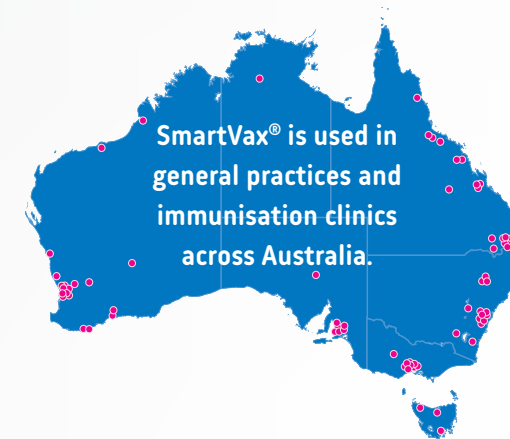 SmartVax® is used in
general practices and
immunisation clinics
across Australia.